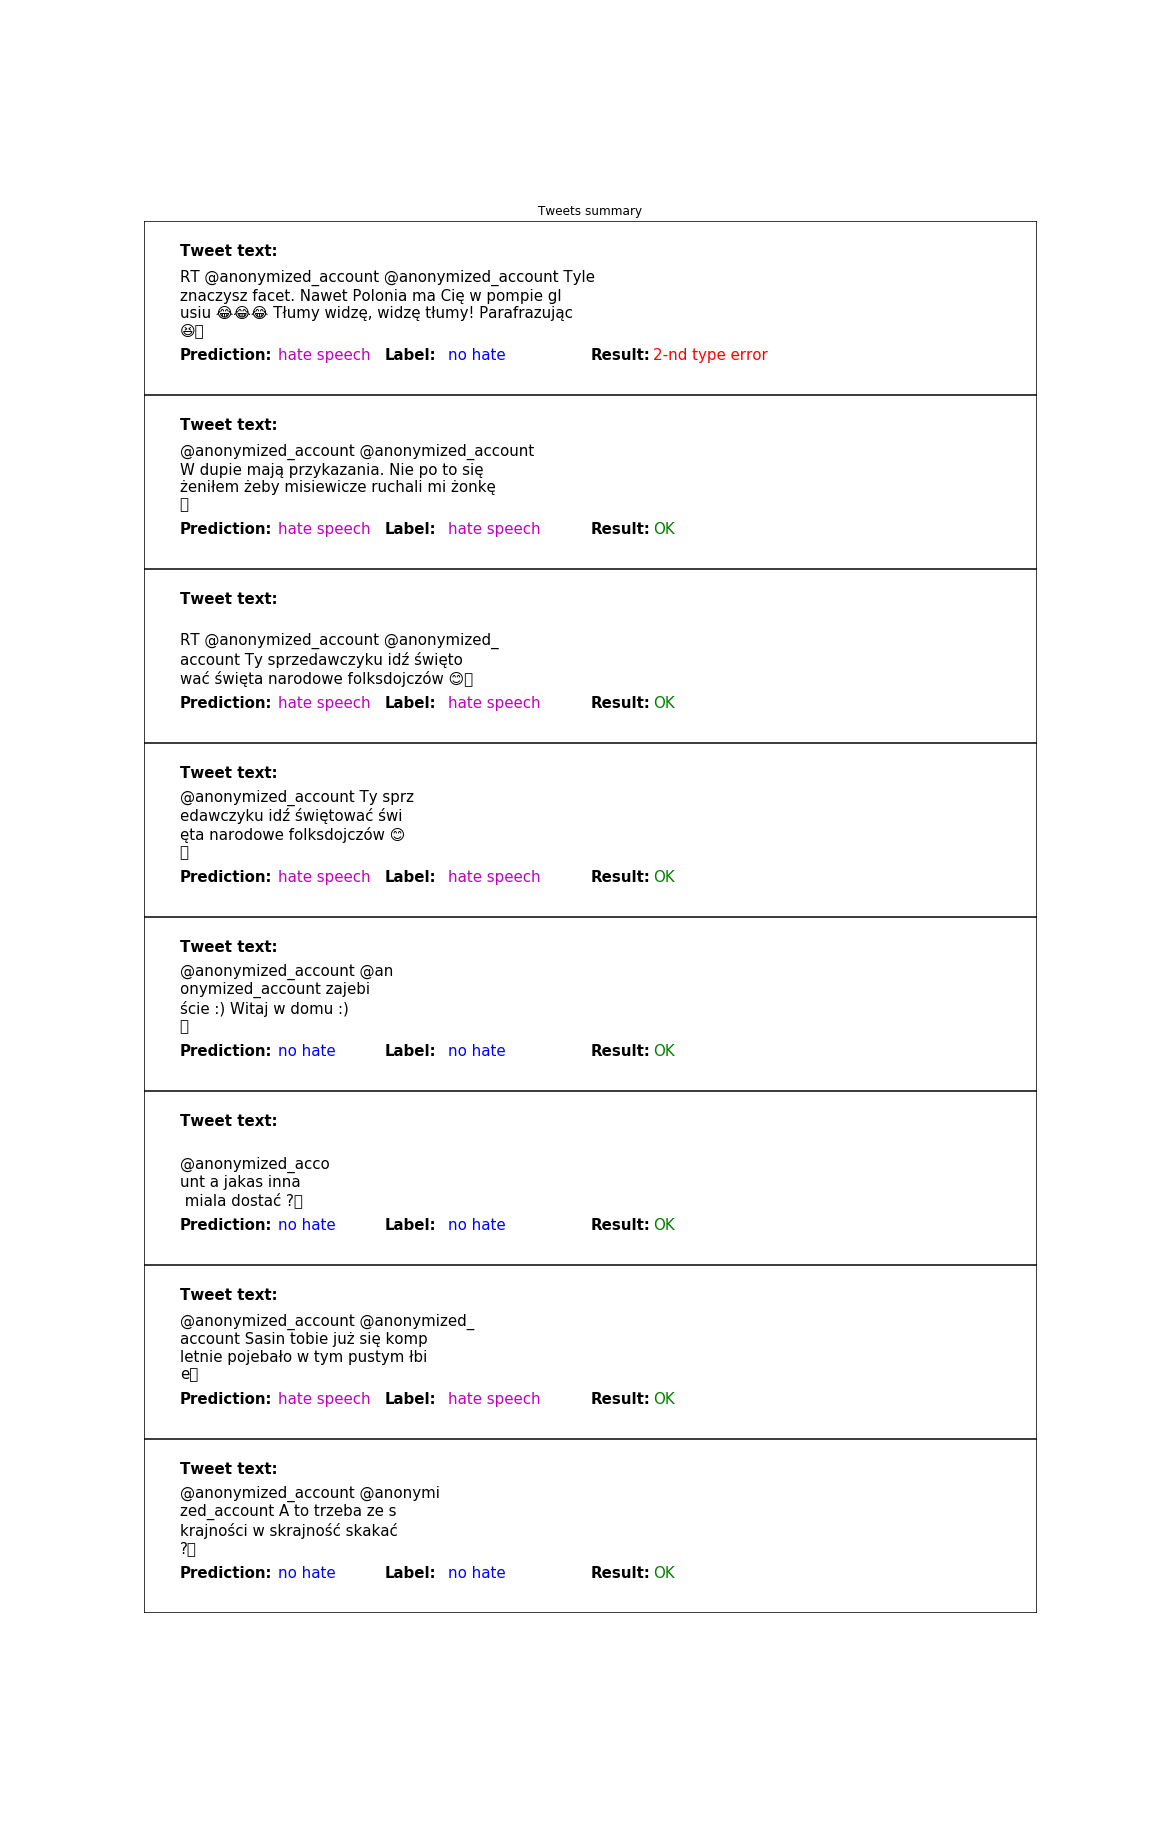 Tweets summary
Tweet text:
RT @anonymized_account @anonymized_account Tyle
znaczysz facet. Nawet Polonia ma Cię w pompie gl
usiu 😂😂😂 Tłumy widzę, widzę tłumy! Parafrazując
😆▯
Prediction: hate speech Label: no hate Result: 2-nd type error
Tweet text:
@anonymized_account @anonymized_account
W dupie mają przykazania. Nie po to się
żeniłem żeby misiewicze ruchali mi żonkę
▯
Prediction: hate speech Label: hate speech Result: OK
Tweet text:
RT @anonymized_account @anonymized_
account Ty sprzedawczyku idź święto
wać święta narodowe folksdojczów 😊▯
Prediction: hate speech Label: hate speech Result: OK
Tweet text:
@anonymized_account Ty sprz
edawczyku idź świętować świ
ęta narodowe folksdojczów 😊
▯
Prediction: hate speech Label: hate speech Result: OK
Tweet text:
@anonymized_account @an
onymized_account zajebi
ście :) Witaj w domu :)
▯
Prediction: no hate Label: no hate Result: OK
Tweet text:
@anonymized_acco
unt a jakas inna
miala dostać ?▯
Prediction: no hate Label: no hate Result: OK
Tweet text:
@anonymized_account @anonymized_
account Sasin tobie już się komp
letnie pojebało w tym pustym łbi
e▯
Prediction: hate speech Label: hate speech Result: OK
Tweet text:
@anonymized_account @anonymi
zed_account A to trzeba ze s
krajności w skrajność skakać
?▯
Prediction: no hate Label: no hate Result: OK